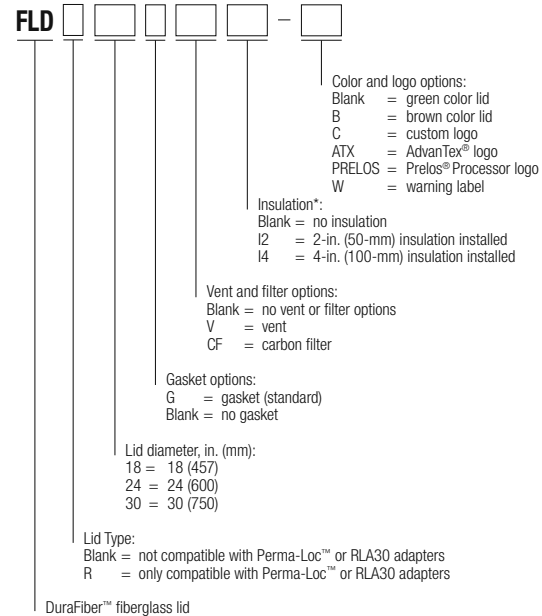 FLD –
Color and logo options:
Blank = green color lid
B = brown color lid
C = custom logo
ATX = AdvanTex® logo
PRELOS = Prelos® Processor logo
W = warning label
Insulation*:
Blank = no insulation
I2 = 2-in. (50-mm) insulation installed
I4 = 4-in. (100-mm) insulation installed
Vent and filter options:
Blank = no vent or filter options
V = vent
CF = carbon filter
Gasket options:
G = gasket (standard)
Blank = no gasket
Lid diameter, in. (mm):
18 = 18 (457)
24 = 24 (600)
30 = 30 (750)
Lid Type:
Blank = not compatible with Perma-Loc™ or RLA30 adapters
R = only compatible with Perma-Loc™ or RLA30 adapters
DuraFiber™ fiberglass lid